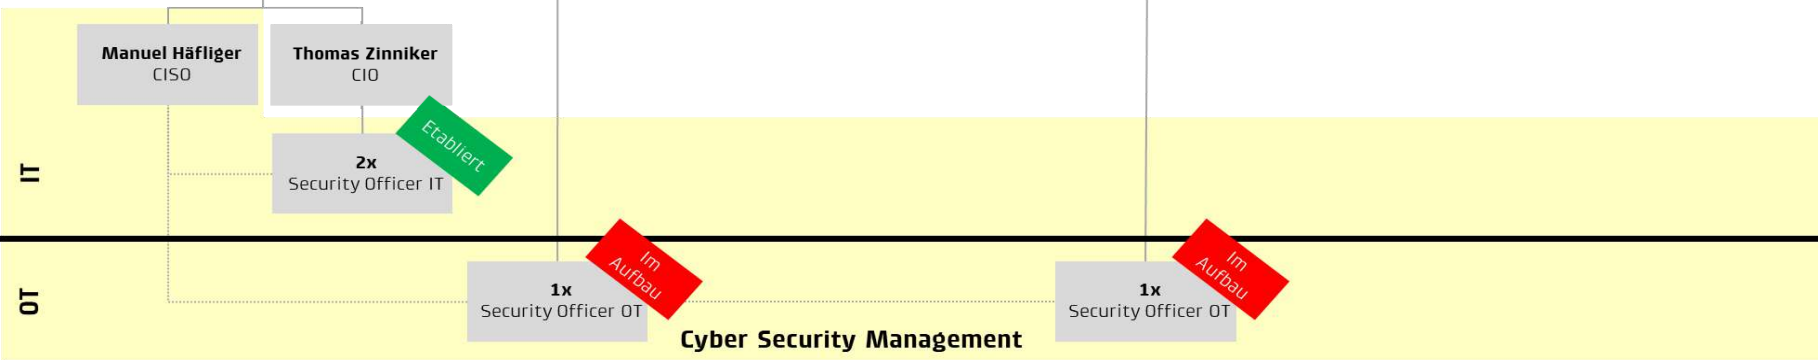 Manuel Häfliger
CISO
Thomas Zinniker
CIO
Etabliert
IT
2x
Security Officer IT
OT
1x
Security Officer OT
Im
Aufbau
1x
Security Officer OT
Im
Aufbau
Cyber Security Management